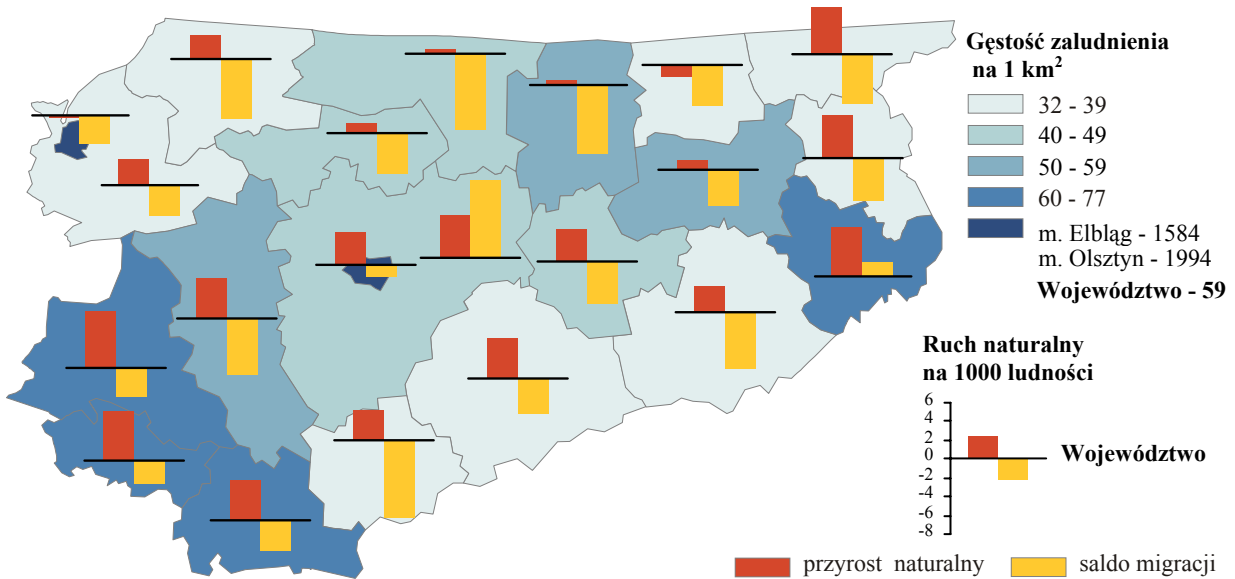 Gęstość zaludnienia
na 1 km²
32 - 39
40 - 49
50 - 59
60 - 77
m. Elbląg - 1584
m. Olsztyn - 1994
Województwo - 59
Ruch naturalny
na 1000 ludności
6
4
2
0
-2
-4
-6
-8
Województwo
przyrost naturalny
saldo migracji